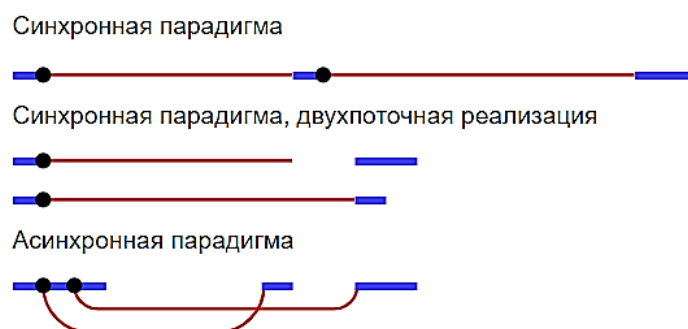 Синхронная парадигма
Синхронная парадигма, двухпоточная реализация
Асинхронная парадигма